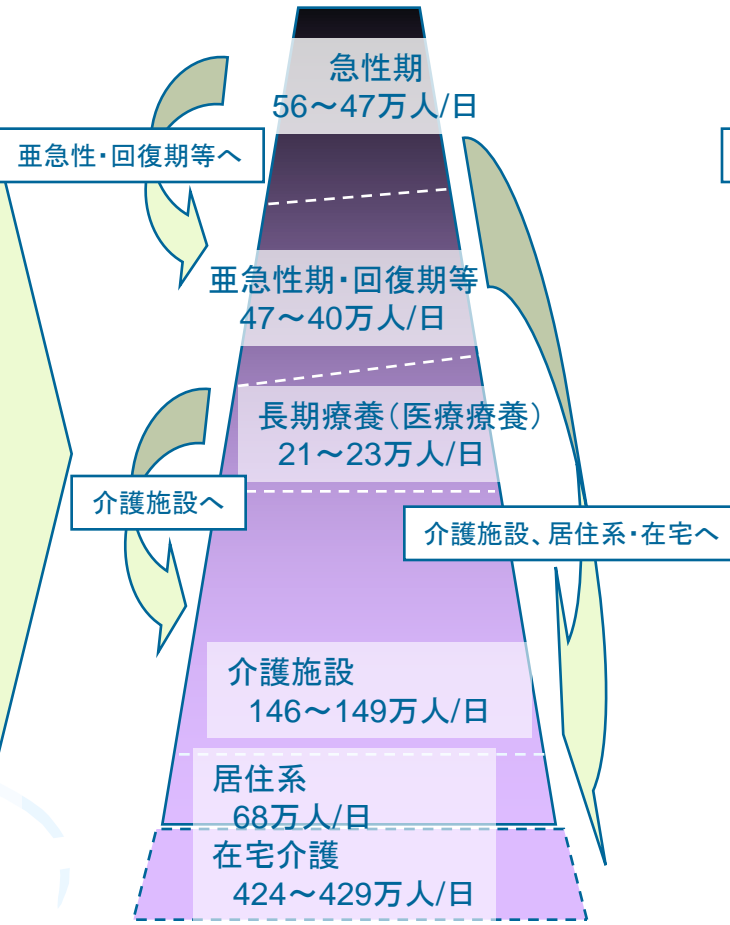 急性期
56～47万人/日
亜急性・回復期等へ
亜急性期・回復期等
47～40万人/日
長期療養（医療療養）
21～23万人/日
介護施設へ
介護施設、居住系・在宅へ
介護施設
146～149万人/日
居住系
68万人/日
在宅介護
424～429万人/日